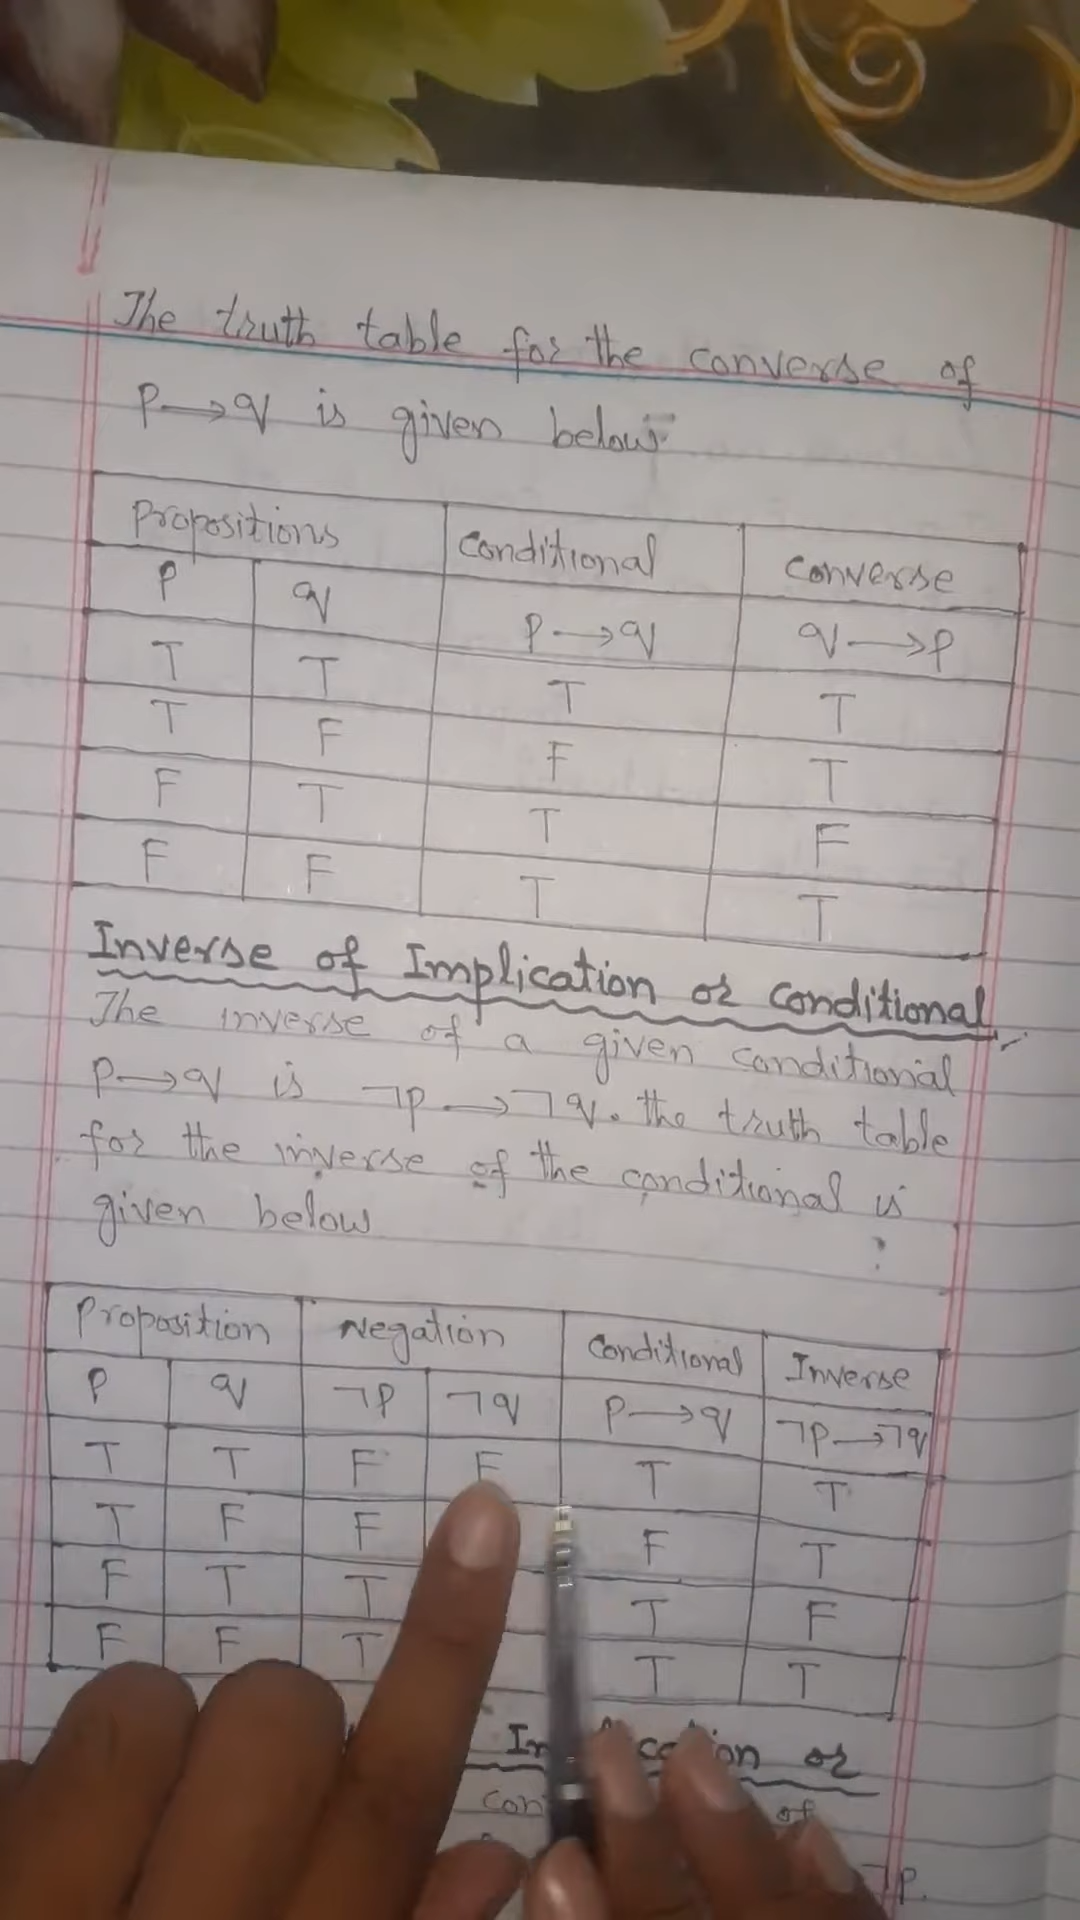 The truth table for the converse of
P→q is given below
Propositions Conditional Converse
P q P→q q→P
T T T T
T F F T
F T T F
F F T T
Inverse of Implication or Conditional
The inverse of a given conditional
P→q is ¬P→¬q. the truth table
for the inverse of the conditional is
given below :
Proposition Negation Conditional Inverse
P q ¬P ¬q P→q ¬P→¬q
T T F F T T
T F F F T
F T T T F
F F T T T
or
of
¬P.